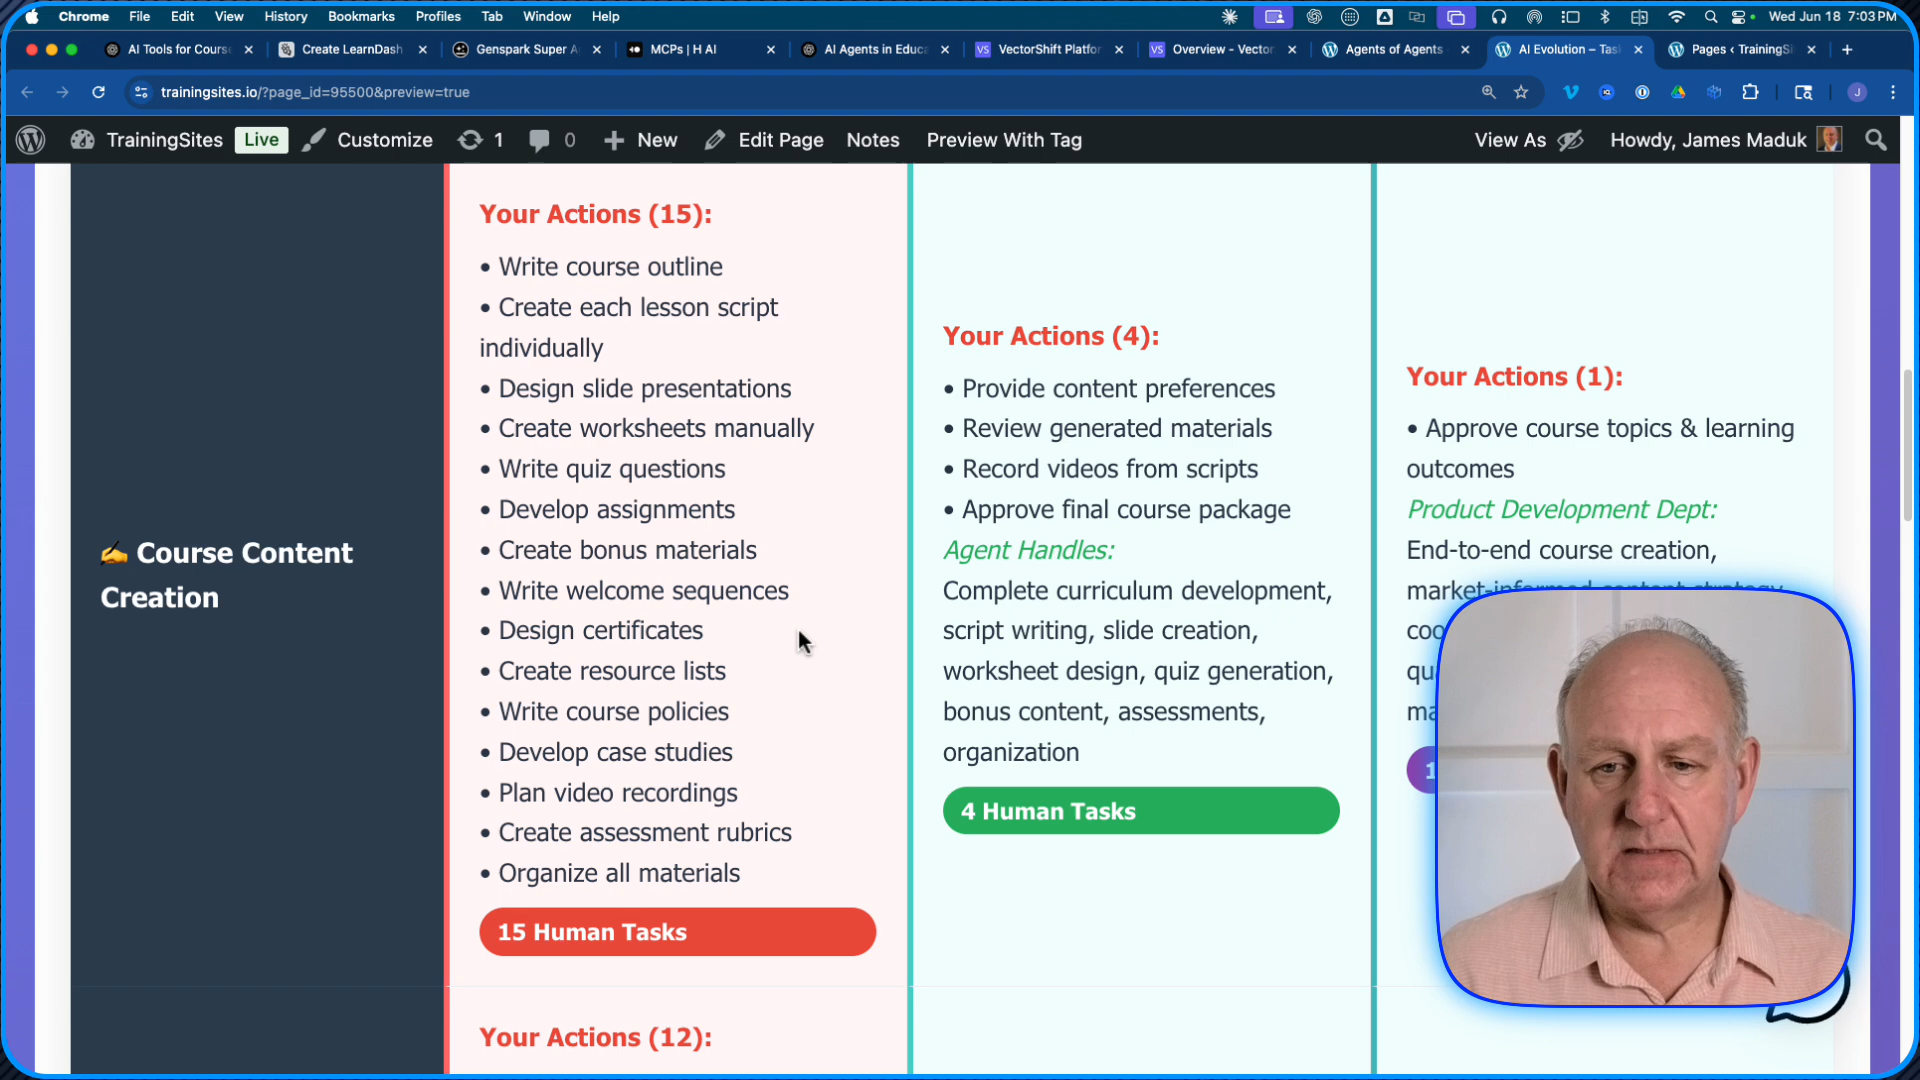 Chrome File Edit View History Bookmarks Profiles Tab Window Help
Wed Jun 18 7:03 PM
AI Tools for Course
Create LearnDash
Genspark Super A
MCPs | H AI
AI Agents in Educa
VectorShift Platfor
Overview - Vector
Agents of Agents
AI Evolution – Tas
Pages ‹ TrainingSi
trainingsites.io/?page_id=95500&preview=true
J
TrainingSites Live Customize 1 0 New Edit Page Notes Preview With Tag View As Howdy, James Maduk
✍️ Course Content
Creation
Your Actions (15):
• Write course outline
• Create each lesson script
individually
• Design slide presentations
• Create worksheets manually
• Write quiz questions
• Develop assignments
• Create bonus materials
• Write welcome sequences
• Design certificates
• Create resource lists
• Write course policies
• Develop case studies
• Plan video recordings
• Create assessment rubrics
• Organize all materials
15 Human Tasks
Your Actions (12):
Your Actions (4):
• Provide content preferences
• Review generated materials
• Record videos from scripts
• Approve final course package
Agent Handles:
Complete curriculum development,
script writing, slide creation,
worksheet design, quiz generation,
bonus content, assessments,
organization
4 Human Tasks
Your Actions (1):
• Approve course topics & learning
outcomes
Product Development Dept:
End-to-end course creation,
market-informed content strategy,
1